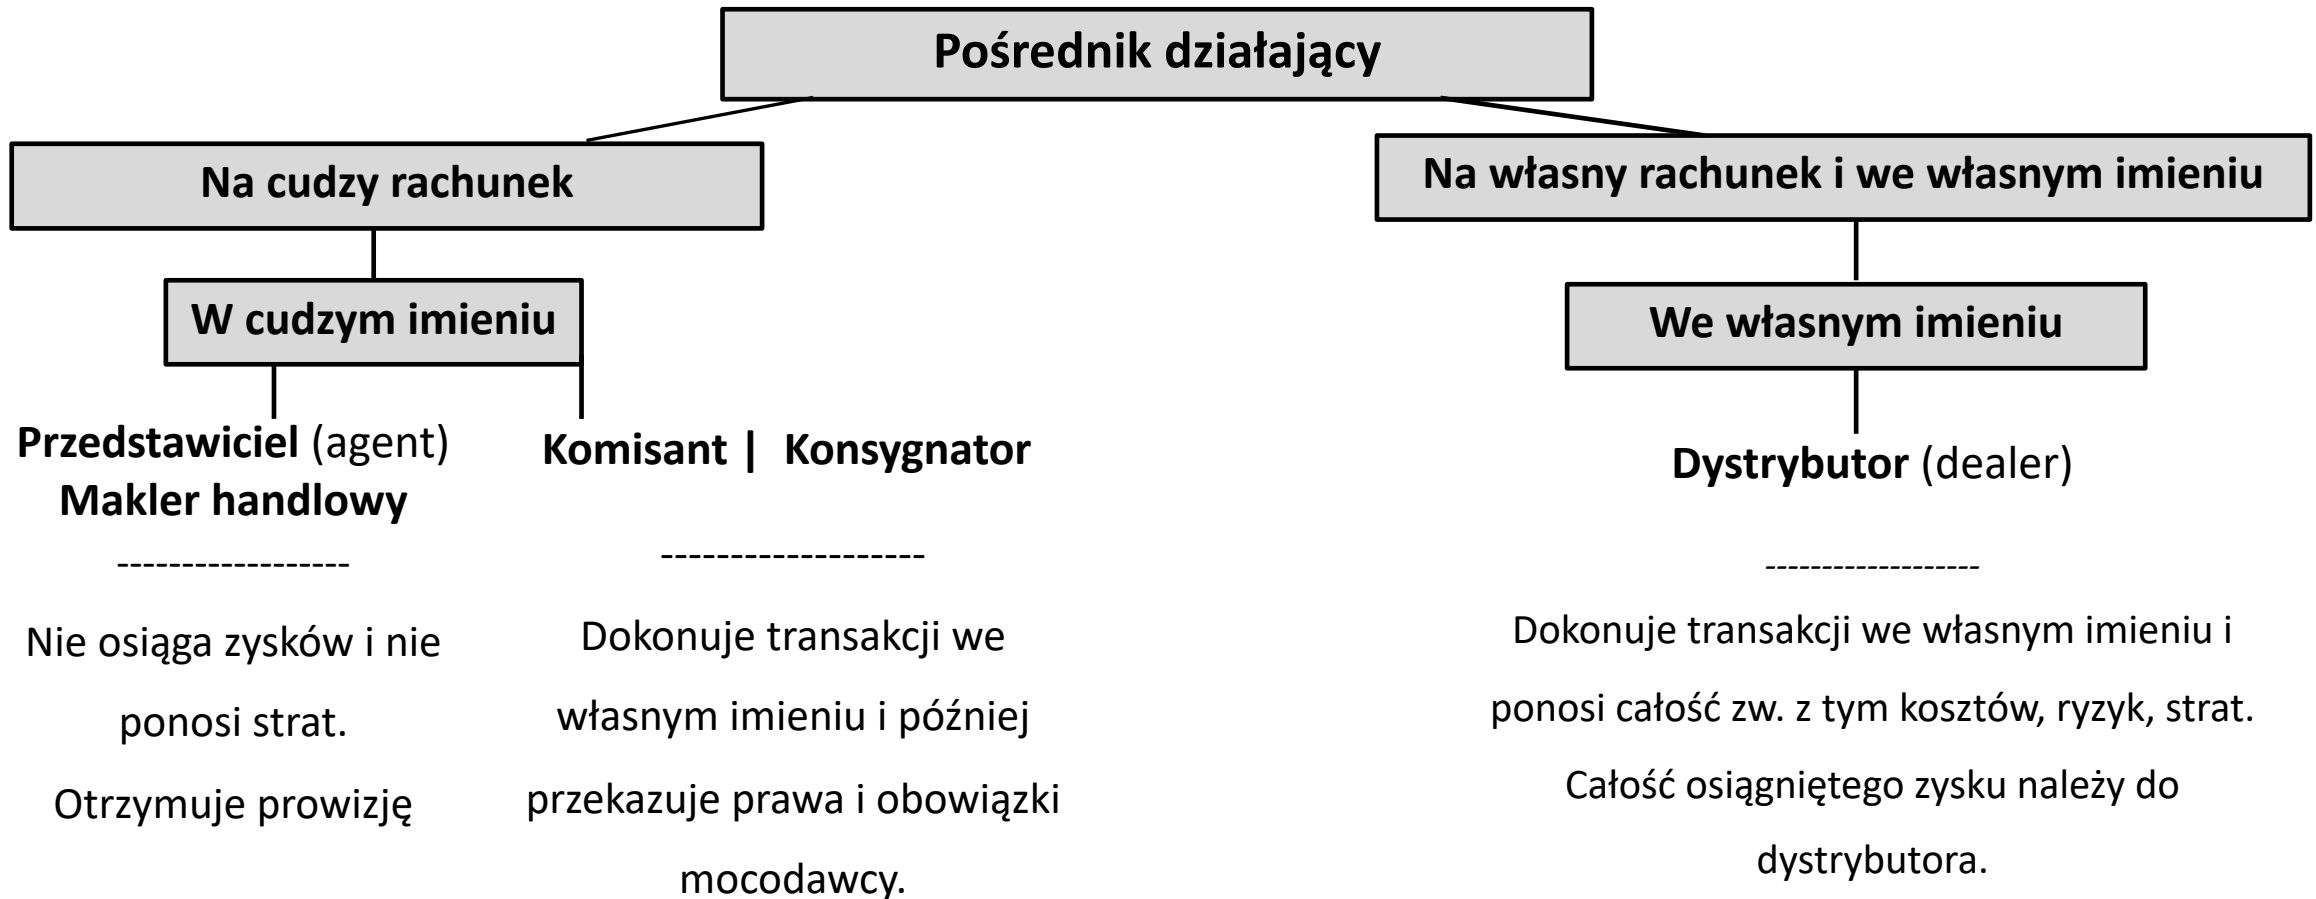 Pośrednik działający
Na cudzy rachunek
Na własny rachunek i we własnym imieniu
W cudzym imieniu
We własnym imieniu
Przedstawiciel (agent)
Makler handlowy
------------------
Nie osiąga zysków i nie
ponosi strat.
Otrzymuje prowizję
Komisant | Konsygnator
-------------------
Dokonuje transakcji we
własnym imieniu i później
przekazuje prawa i obowiązki
mocodawcy.
Dystrybutor (dealer)
-------------------
Dokonuje transakcji we własnym imieniu i
ponosi całość zw. z tym kosztów, ryzyk, strat.
Całość osiągniętego zysku należy do
dystrybutora.